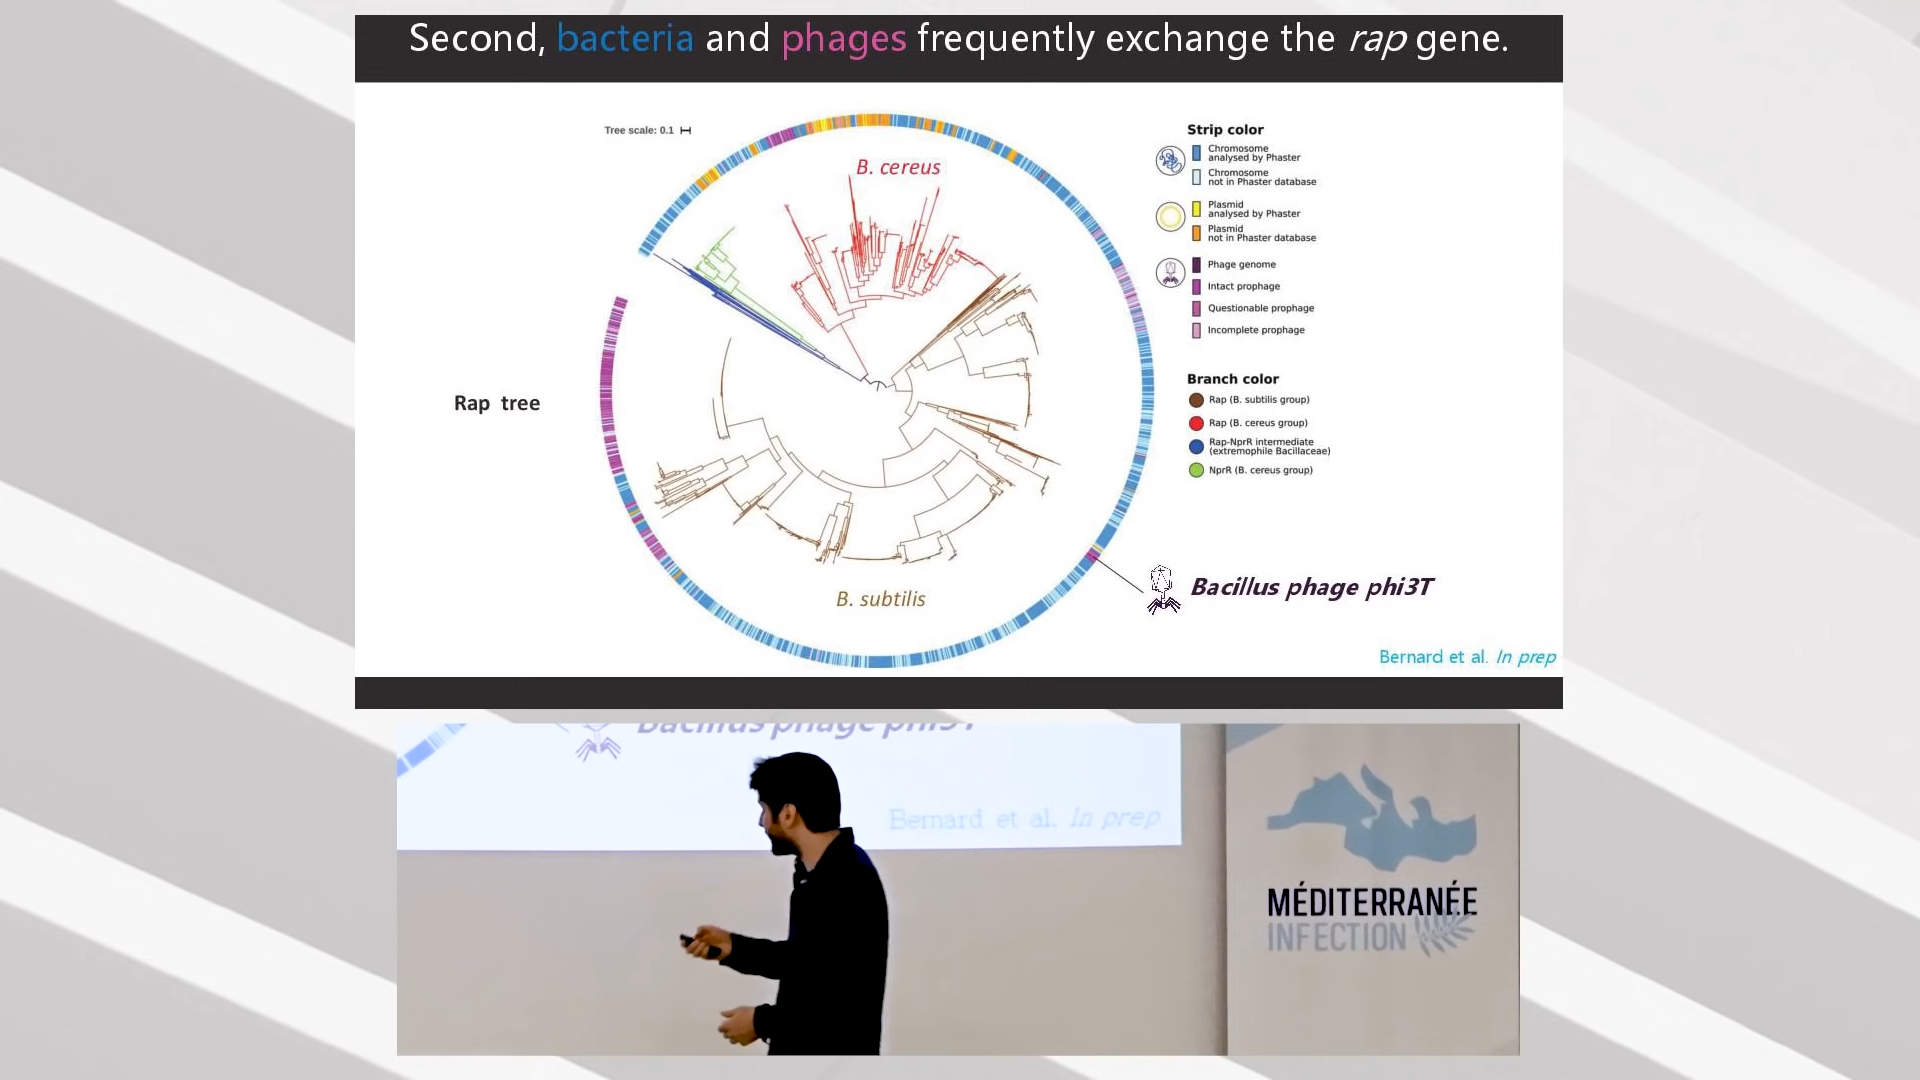 Second, bacteria and phages frequently exchange the rap gene.
Tree scale: 0.1
B. cereus
Strip color
Chromosome
analysed by Phaster
Chromosome
not in Phaster database
Plasmid
analysed by Phaster
Plasmid
not in Phaster database
Phage genome
Intact prophage
Questionable prophage
Incomplete prophage
Branch color
Rap (B. subtilis group)
Rap (B. cereus group)
Rap-NprR intermediate
(extremophile Bacillaceae)
NprR (B. cereus group)
Rap tree
B. subtilis
Bacillus phage phi3T
Bernard et al. In prep
Bacillus phage phi3T
Bernard et al. In prep
MÉDITERRANÉE
INFECTION